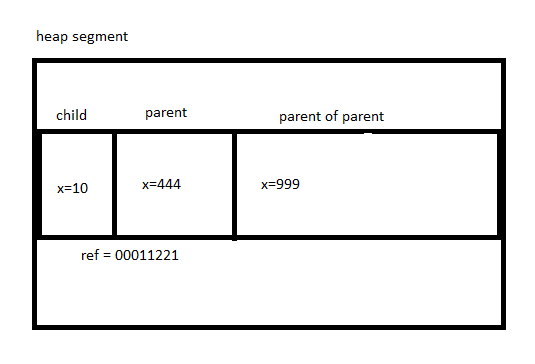 heap segment
child
parent
parent of parent
x=10
x=444
x=999
ref = 00011221